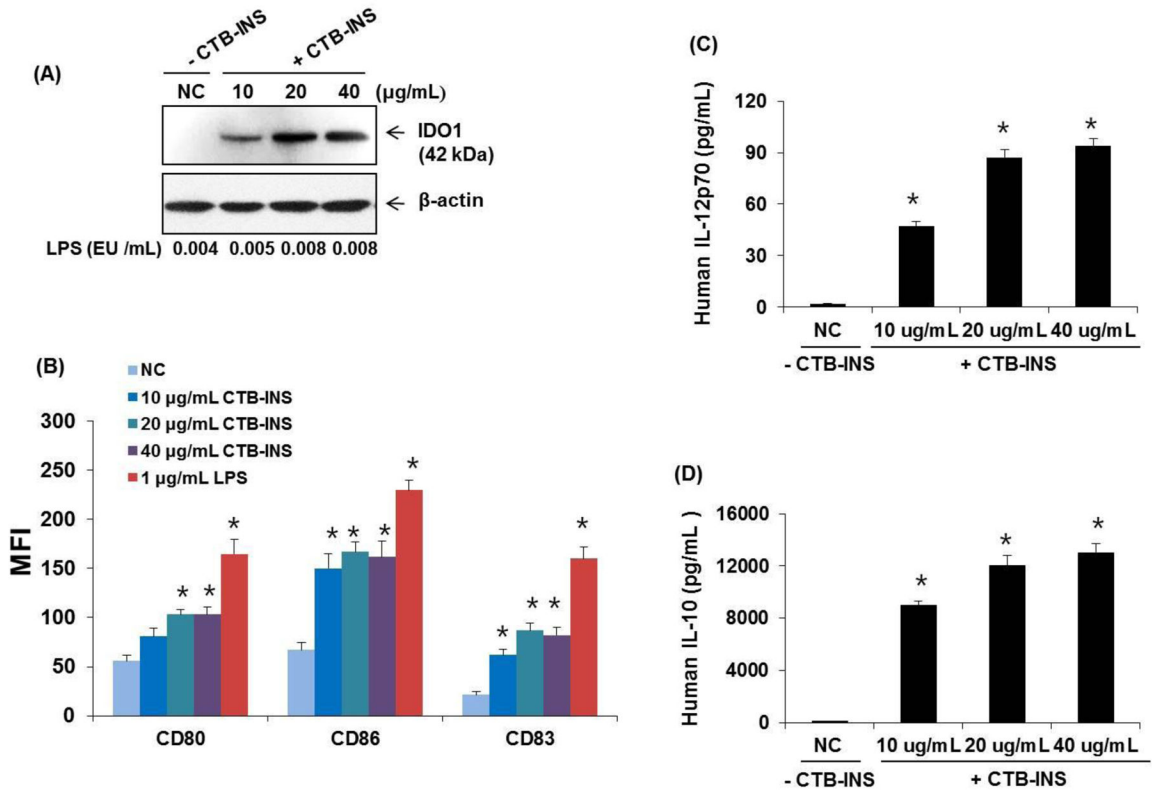 (A)
- CTB-INS
+ CTB-INS
NC 10 20 40 (µg/mL)
← IDO1
(42 kDa)
← β-actin
LPS (EU /mL) 0.004 0.005 0.008 0.008
(B)
NC
10 µg/mL CTB-INS
20 µg/mL CTB-INS
40 µg/mL CTB-INS
1 µg/mL LPS
MFI
300
250
200
150
100
50
0
* * *
* * * *
* * * *
CD80 CD86 CD83
(C)
Human IL-12p70 (pg/mL)
120
90
60
30
0
* * *
NC 10 ug/mL 20 ug/mL 40 ug/mL
- CTB-INS + CTB-INS
(D)
Human IL-10 (pg/mL )
16000
12000
8000
4000
0
* * *
NC 10 ug/mL 20 ug/mL 40 ug/mL
- CTB-INS + CTB-INS